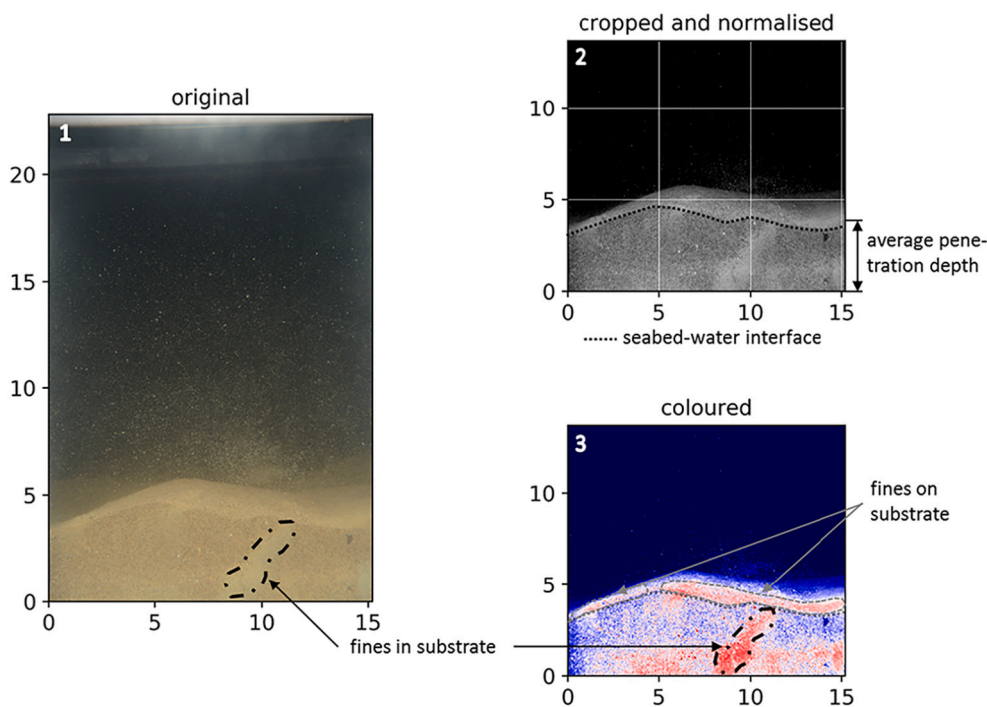 original
1
20
15
10
5
0
0 5 10 15
cropped and normalised
2
10
5
0
0 5 10 15
average pene-
tration depth
seabed-water interface
coloured
3
10
5
0
0 5 10 15
fines on
substrate
fines in substrate